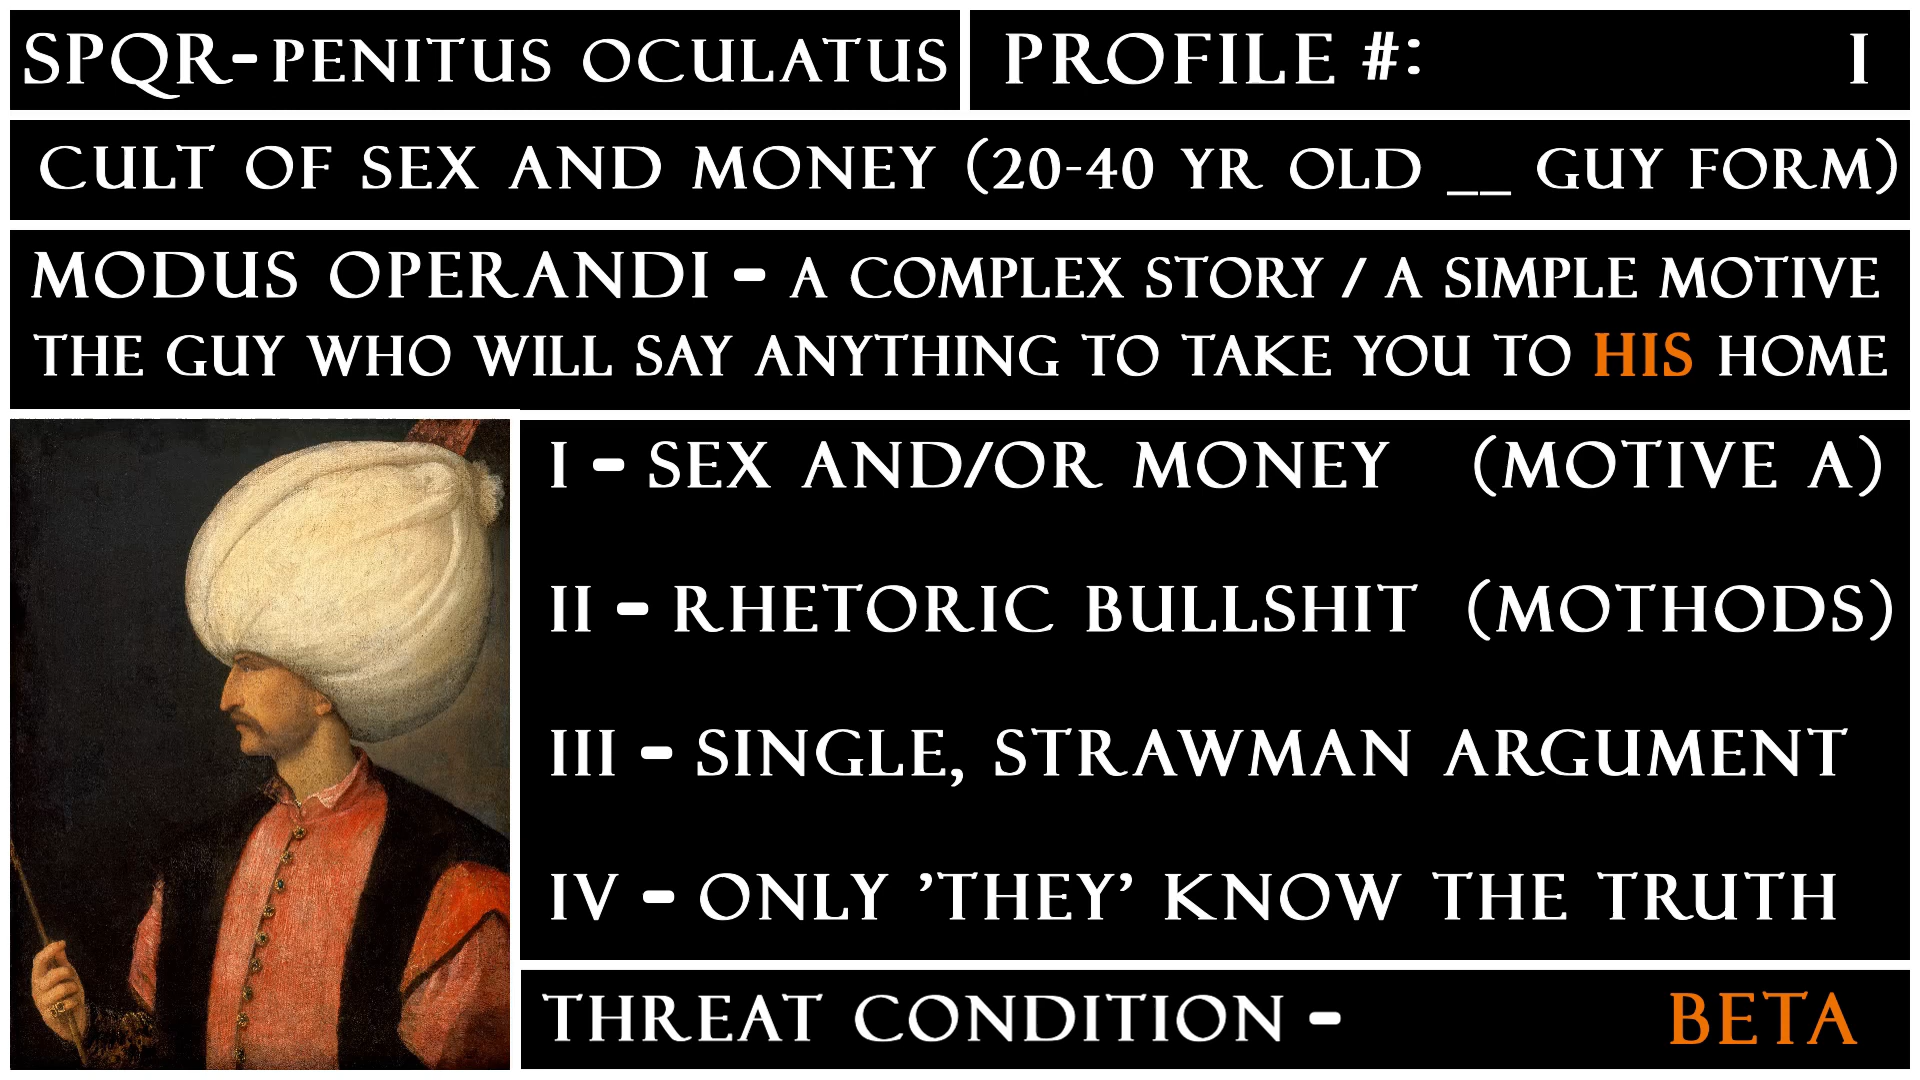 SPQR-PENITUS OCULATUS
PROFILE #: I
CULT OF SEX AND MONEY (20-40 YR OLD __ GUY FORM)
MODUS OPERANDI - A COMPLEX STORY / A SIMPLE MOTIVE
THE GUY WHO WILL SAY ANYTHING TO TAKE YOU TO HIS HOME
I - SEX AND/OR MONEY (MOTIVE A)
II - RHETORIC BULLSHIT (MOTHODS)
III - SINGLE, STRAWMAN ARGUMENT
IV - ONLY 'THEY' KNOW THE TRUTH
THREAT CONDITION - BETA